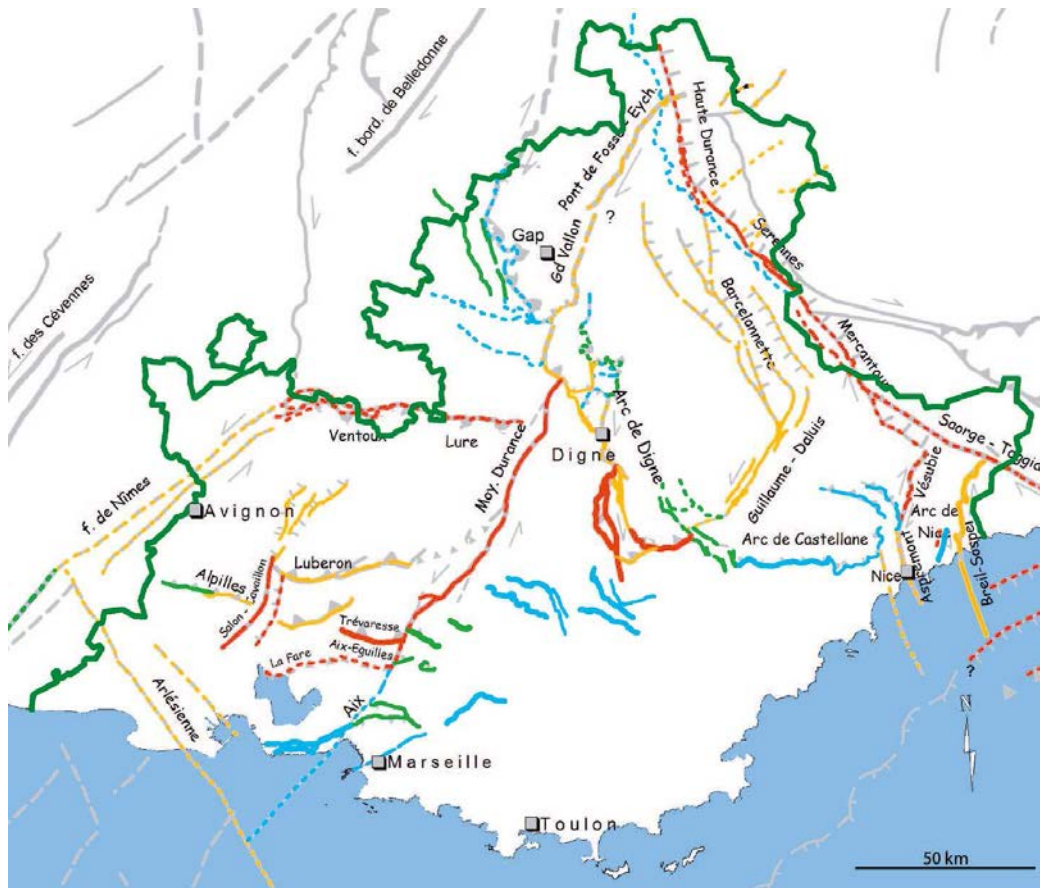 f. bord. de Belledonne
Pont de Fosse - Eych.
Haute Durance
?
Gap
Gd Vallon
Serennes
f. des Cévennes
Barcelonnette
Mercantour
Ventoux
Lure
Moy. Durance
Arc de Digne
Digne
Guillaume - Daluis
Saorge - Taggia
f. de Nîmes
Avignon
Vésubie
Arc de Castellane
Arc de
Nice
Alpilles
Luberon
Salon - Cavaillon
Nice
Aspremont
Breil-Sospel
Trévaresse
Aix-Eguilles
La Fare
?
Arlésienne
Aix
N
Marseille
Toulon
50 km